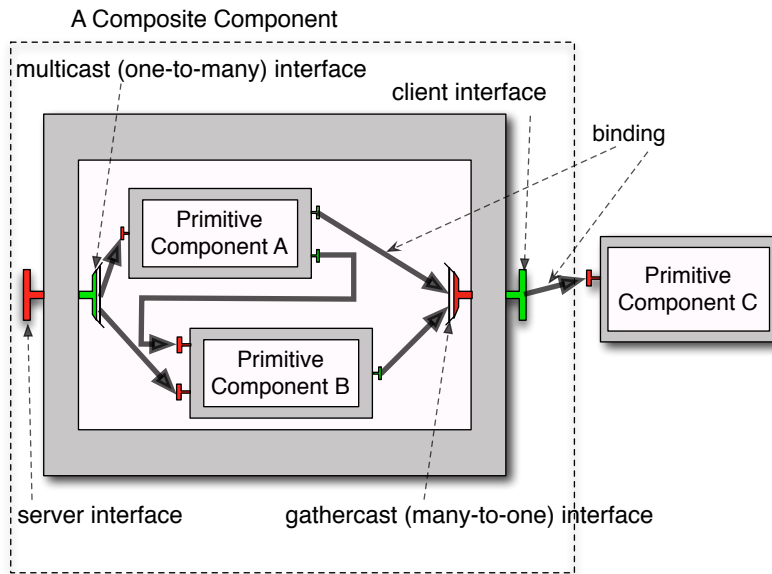 A Composite Component
multicast (one-to-many) interface
client interface
binding
Primitive
Component A
Primitive
Component C
Primitive
Component B
server interface
gathercast (many-to-one) interface